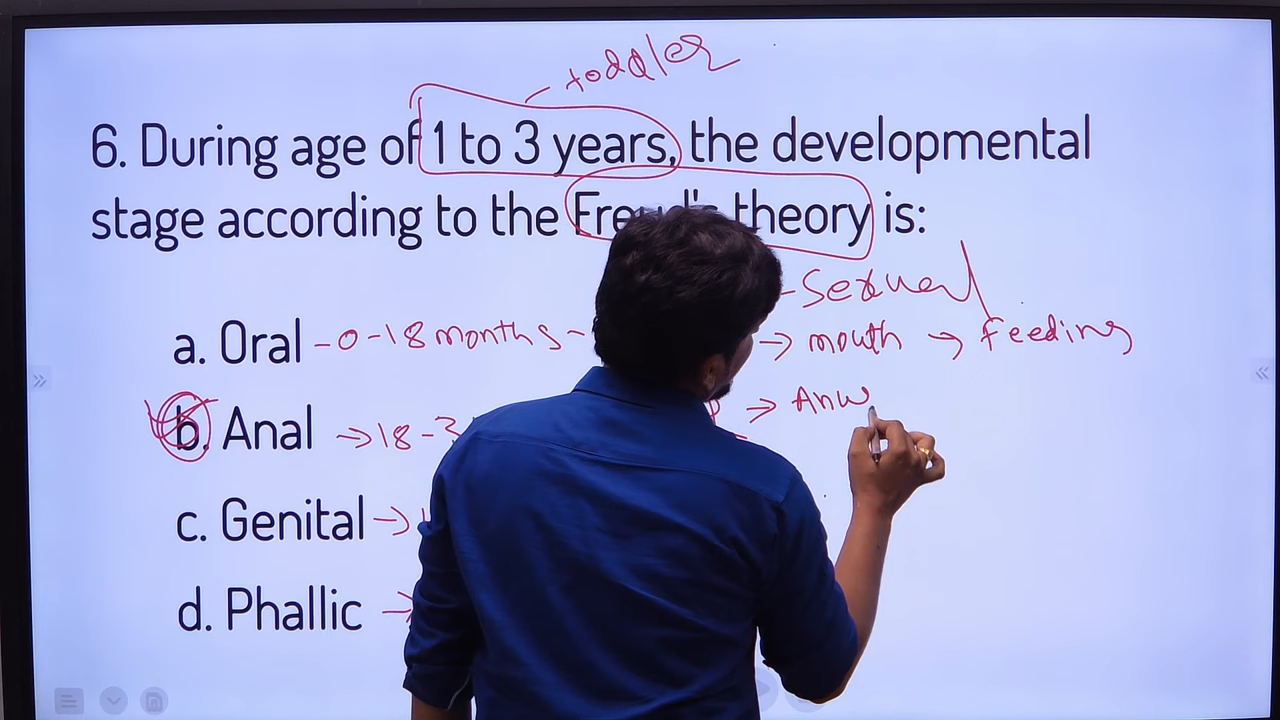 toddler
6. During age of 1 to 3 years, the developmental
stage according to the Freud's theory is:
- Sexual
a. Oral - 0-18 months - → mouth → Feeding
b. Anal → 18-3 → Anu
c. Genital →
d. Phallic →